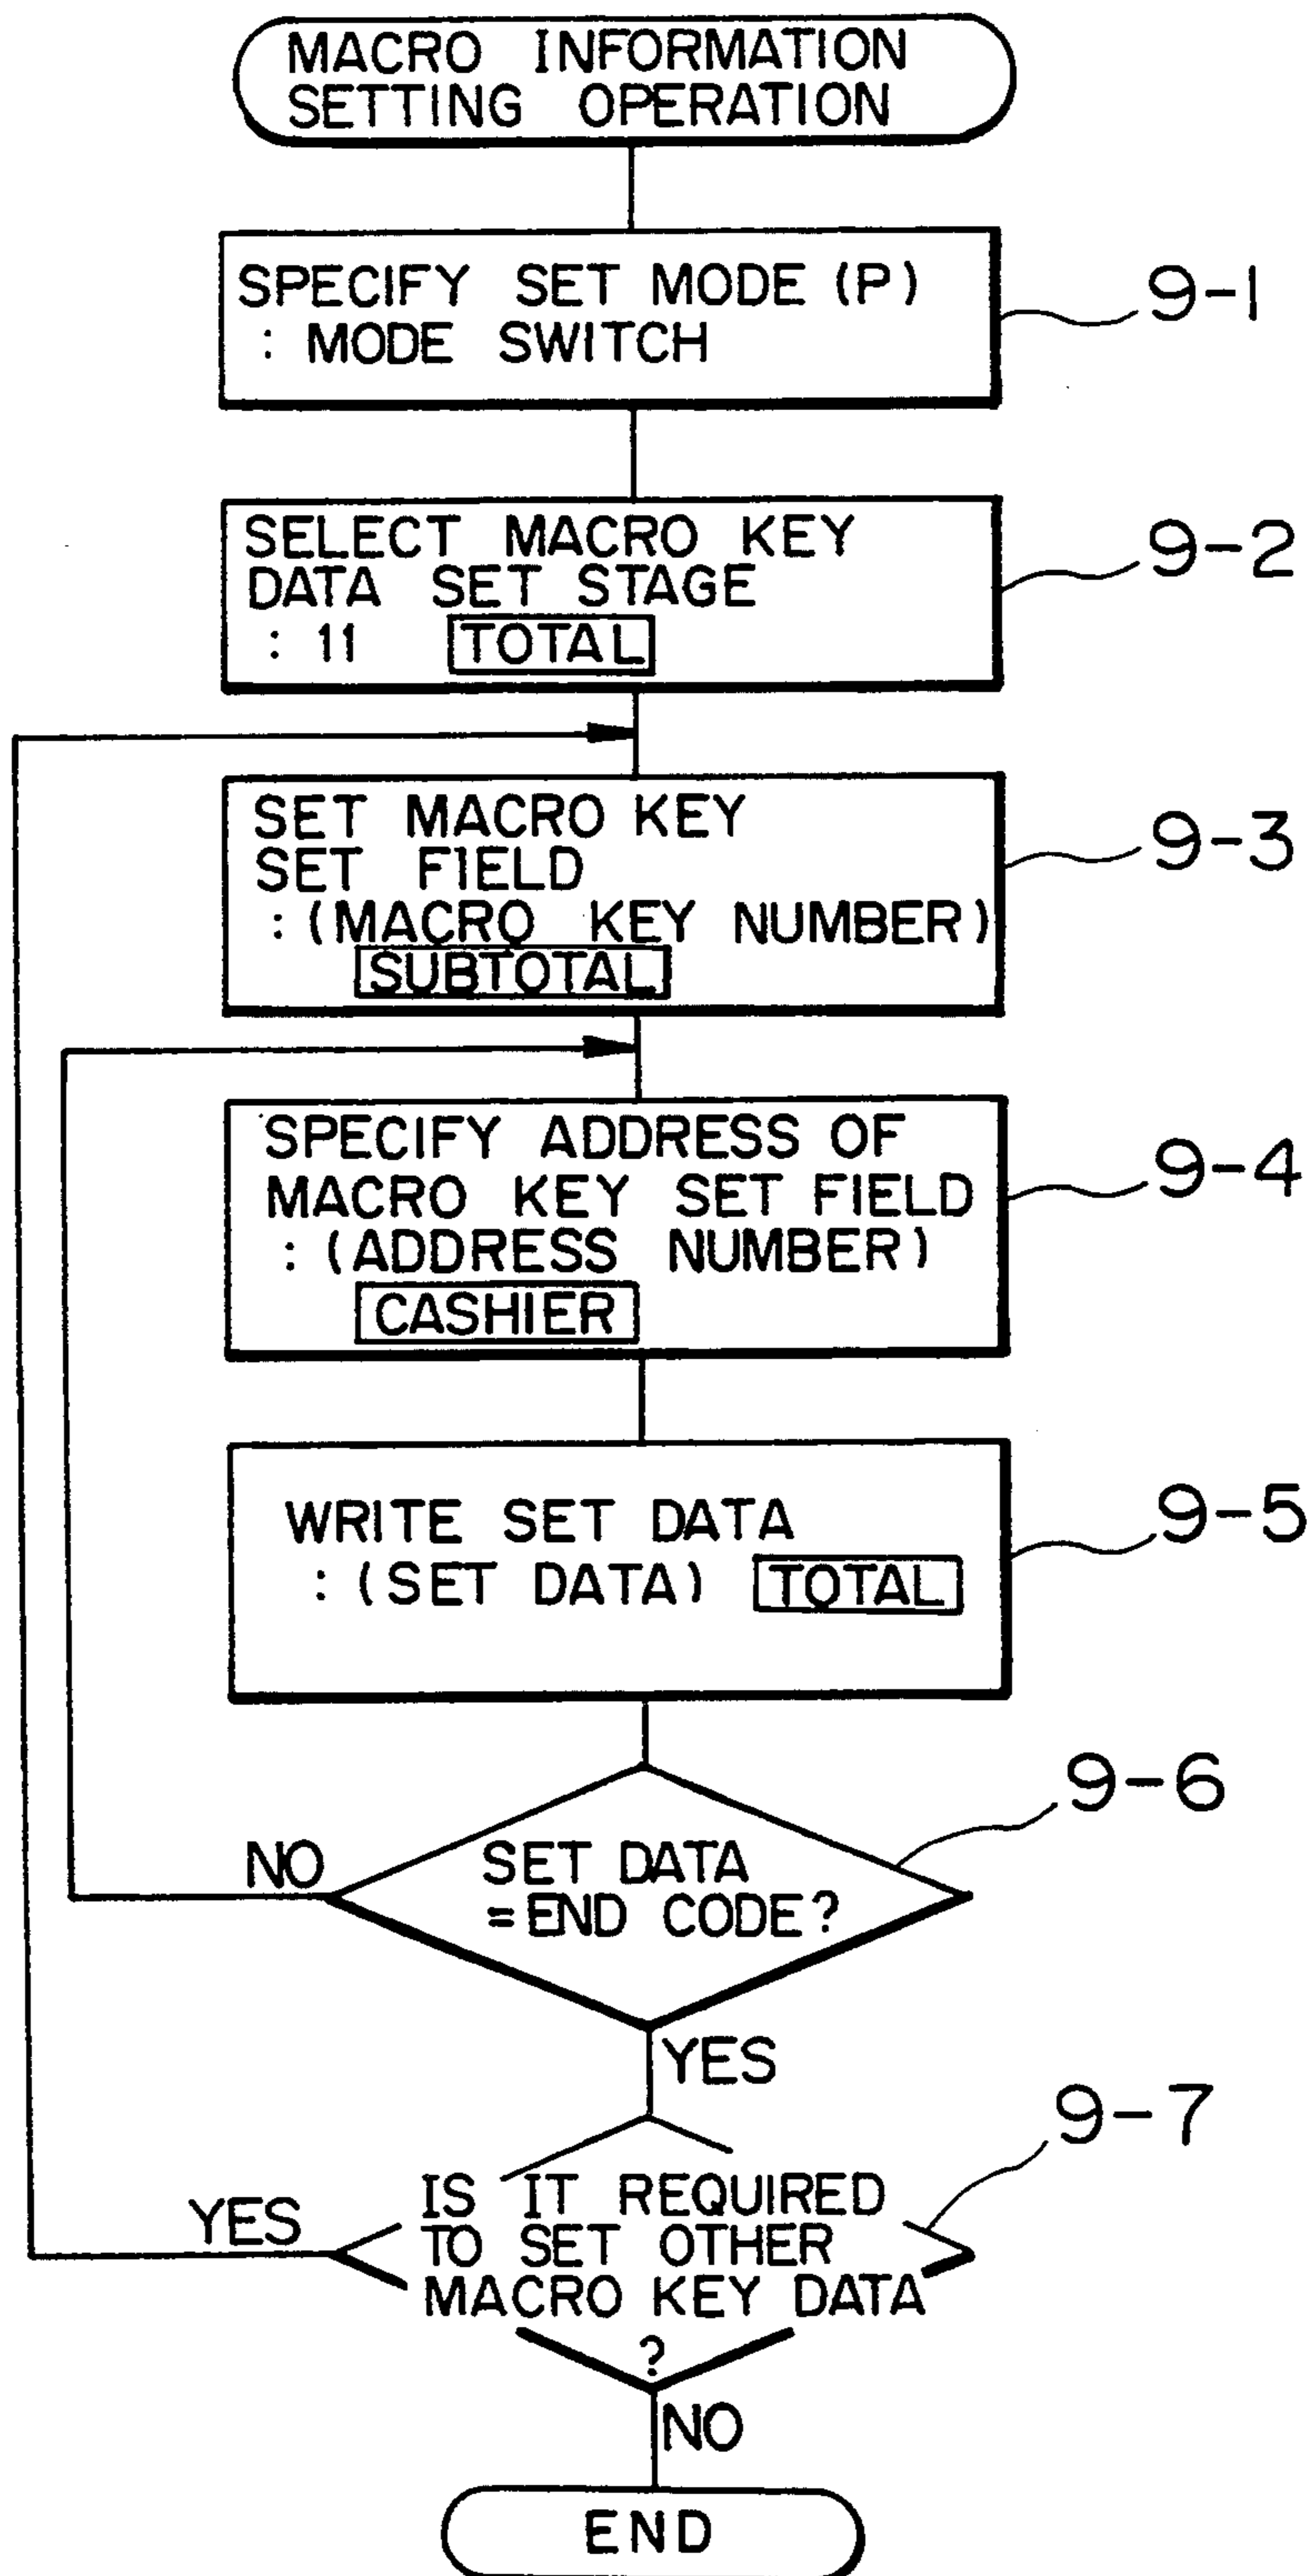 MACRO INFORMATION
SETTING OPERATION
SPECIFY SET MODE (P)
: MODE SWITCH
9-1
SELECT MACRO KEY
DATA SET STAGE
: 11 TOTAL
9-2
SET MACRO KEY
SET FIELD
: (MACRO KEY NUMBER)
SUBTOTAL
9-3
SPECIFY ADDRESS OF
MACRO KEY SET FIELD
: (ADDRESS NUMBER)
CASHIER
9-4
WRITE SET DATA
: (SET DATA) TOTAL
9-5
SET DATA
=END CODE?
9-6
NO
YES
IS IT REQUIRED
TO SET OTHER
MACRO KEY DATA
?
9-7
YES
NO
END